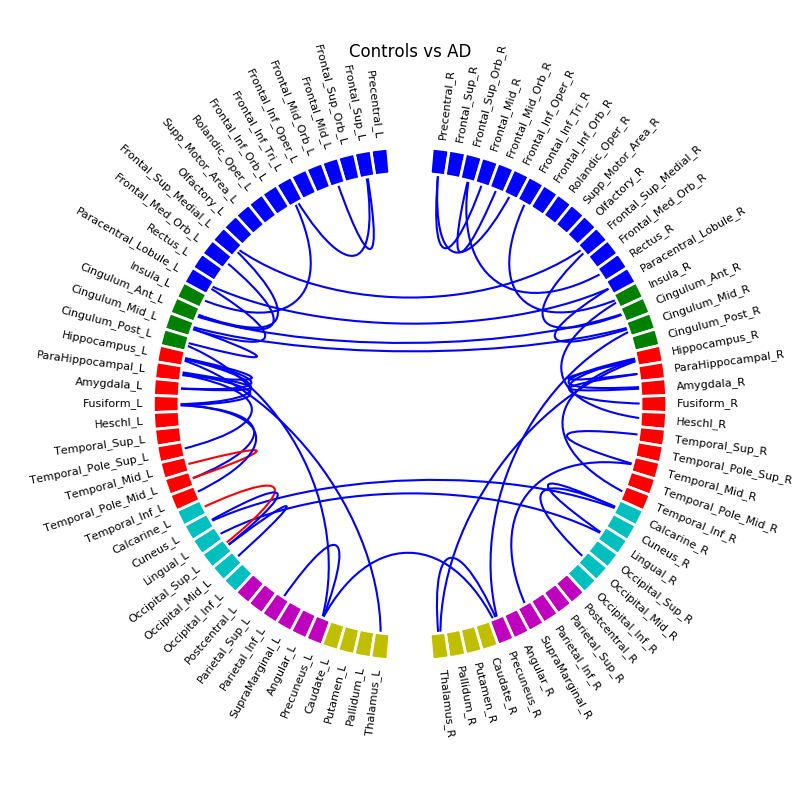 Controls vs AD
Precentral_L
Frontal_Sup_L
Frontal_Sup_Orb_L
Frontal_Mid_L
Frontal_Mid_Orb_L
Frontal_Inf_Oper_L
Frontal_Inf_Tri_L
Frontal_Inf_Orb_L
Rolandic_Oper_L
Supp_Motor_Area_L
Olfactory_L
Frontal_Sup_Medial_L
Frontal_Med_Orb_L
Rectus_L
Paracentral_Lobule_L
Insula_L
Cingulum_Ant_L
Cingulum_Mid_L
Cingulum_Post_L
Hippocampus_L
ParaHippocampal_L
Amygdala_L
Fusiform_L
Heschl_L
Temporal_Sup_L
Temporal_Pole_Sup_L
Temporal_Mid_L
Temporal_Pole_Mid_L
Temporal_Inf_L
Calcarine_L
Cuneus_L
Lingual_L
Occipital_Sup_L
Occipital_Mid_L
Occipital_Inf_L
Postcentral_L
Parietal_Sup_L
Parietal_Inf_L
SupraMarginal_L
Angular_L
Precuneus_L
Caudate_L
Putamen_L
Pallidum_L
Thalamus_L
Thalamus_R
Pallidum_R
Putamen_R
Caudate_R
Precuneus_R
Angular_R
SupraMarginal_R
Parietal_Inf_R
Parietal_Sup_R
Postcentral_R
Occipital_Inf_R
Occipital_Mid_R
Occipital_Sup_R
Lingual_R
Cuneus_R
Calcarine_R
Temporal_Inf_R
Temporal_Pole_Mid_R
Temporal_Mid_R
Temporal_Pole_Sup_R
Temporal_Sup_R
Heschl_R
Fusiform_R
Amygdala_R
ParaHippocampal_R
Hippocampus_R
Cingulum_Post_R
Cingulum_Mid_R
Cingulum_Ant_R
Insula_R
Paracentral_Lobule_R
Rectus_R
Frontal_Med_Orb_R
Frontal_Sup_Medial_R
Olfactory_R
Supp_Motor_Area_R
Rolandic_Oper_R
Frontal_Inf_Orb_R
Frontal_Inf_Tri_R
Frontal_Inf_Oper_R
Frontal_Mid_Orb_R
Frontal_Mid_R
Frontal_Sup_Orb_R
Frontal_Sup_R
Precentral_R